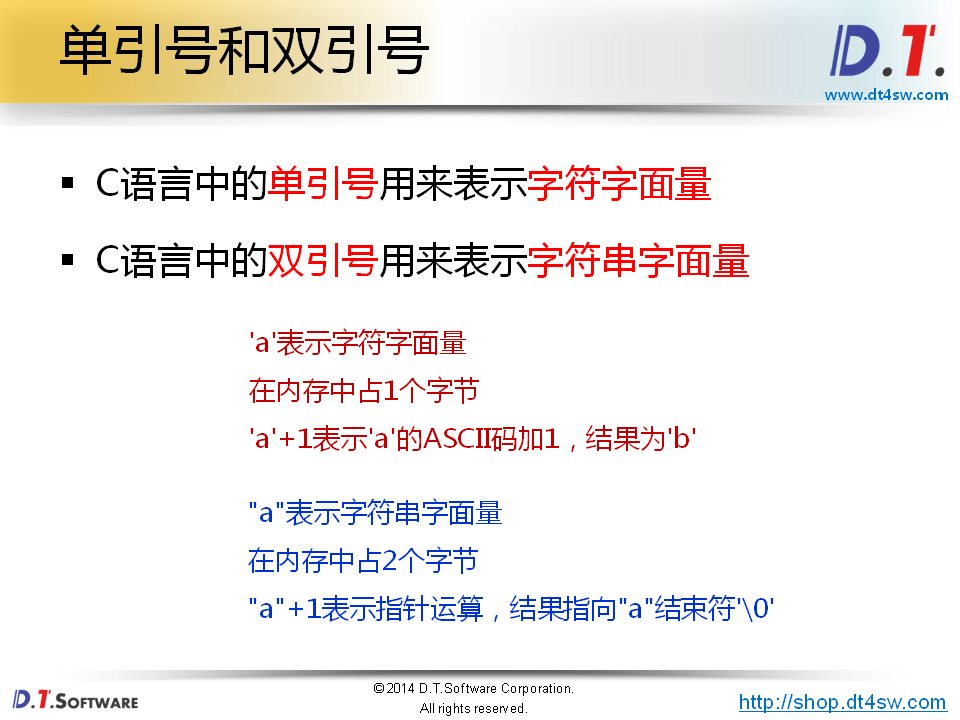 单引号和双引号
D.T.
www.dt4sw.com
▪ C语言中的单引号用来表示字符字面量
▪ C语言中的双引号用来表示字符串字面量
'a'表示字符字面量
在内存中占1个字节
'a'+1表示'a'的ASCII码加1，结果为'b'
"a"表示字符串字面量
在内存中占2个字节
"a"+1表示指针运算，结果指向"a"结束符'\0'
D.T.SOFTWARE
©2014 D.T.Software Corporation.
All rights reserved.
http://shop.dt4sw.com